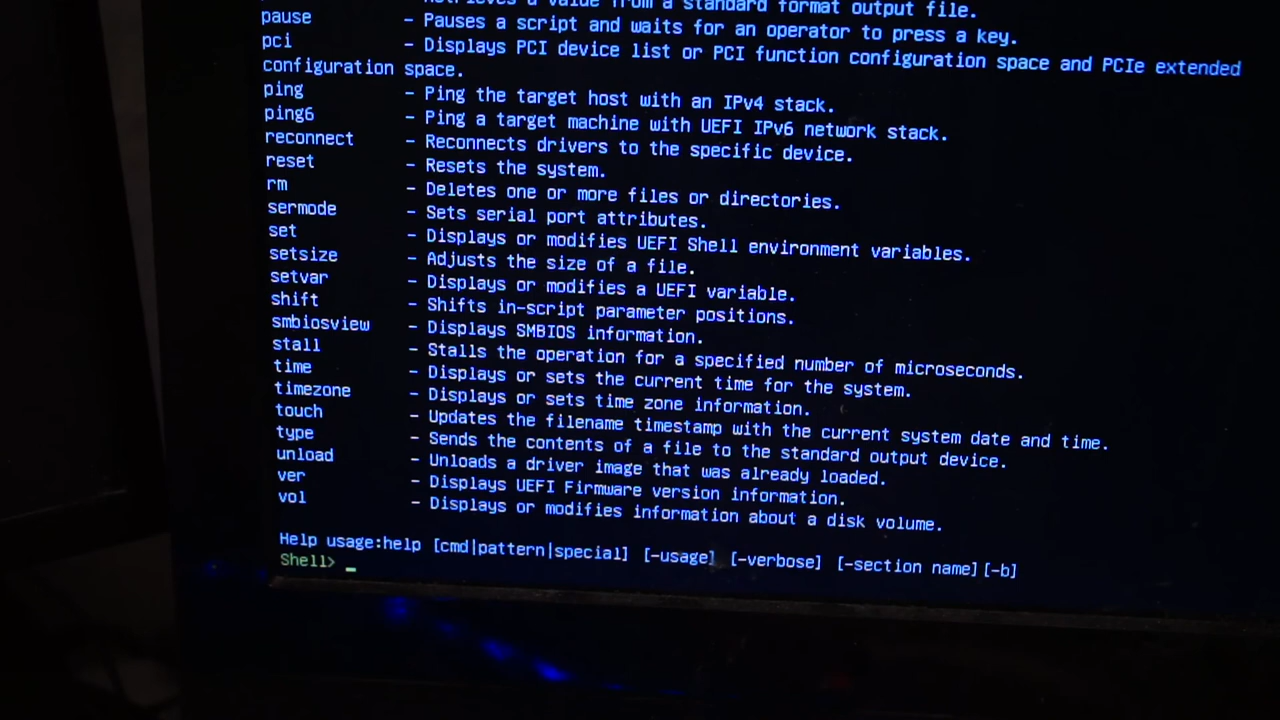 Retrieves a value from a standard format output file.
pause - Pauses a script and waits for an operator to press a key.
pci - Displays PCI device list or PCI function configuration space and PCIe extended
configuration space.
ping - Ping the target host with an IPv4 stack.
ping6 - Ping a target machine with UEFI IPv6 network stack.
reconnect - Reconnects drivers to the specific device.
reset - Resets the system.
rm - Deletes one or more files or directories.
sermode - Sets serial port attributes.
set - Displays or modifies UEFI Shell environment variables.
setsize - Adjusts the size of a file.
setvar - Displays or modifies a UEFI variable.
shift - Shifts in-script parameter positions.
smbiosview - Displays SMBIOS information.
stall - Stalls the operation for a specified number of microseconds.
time - Displays or sets the current time for the system.
timezone - Displays or sets time zone information.
touch - Updates the filename timestamp with the current system date and time.
type - Sends the contents of a file to the standard output device.
unload - Unloads a driver image that was already loaded.
ver - Displays UEFI Firmware version information.
vol - Displays or modifies information about a disk volume.
Help usage:help [cmd|pattern|special] [-usage] [-verbose] [-section name][-b]
Shell> _